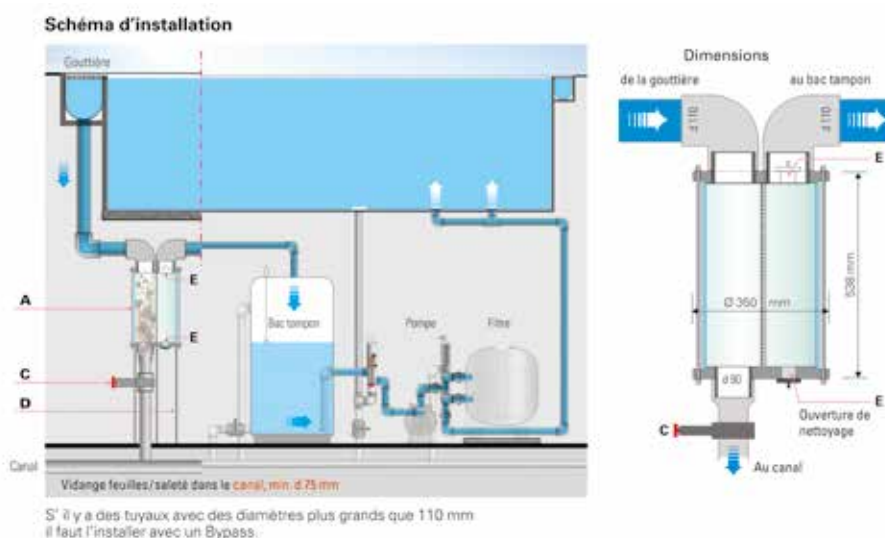 Schéma d'installation
Gouttière
A
C
D
E
E
Bac tampon
Pompe
Filtre
Canal
Vidange feuilles/saleté dans le canal, min. d 75 mm
S' il y a des tuyaux avec des diamètres plus grands que 110 mm
il faut l'installer avec un Bypass.
Dimensions
de la gouttière
au bac tampon
d 110
d 110
E
538 mm
Ø 350 mm
d 90
E
Ouverture de
nettoyage
C
Au canal